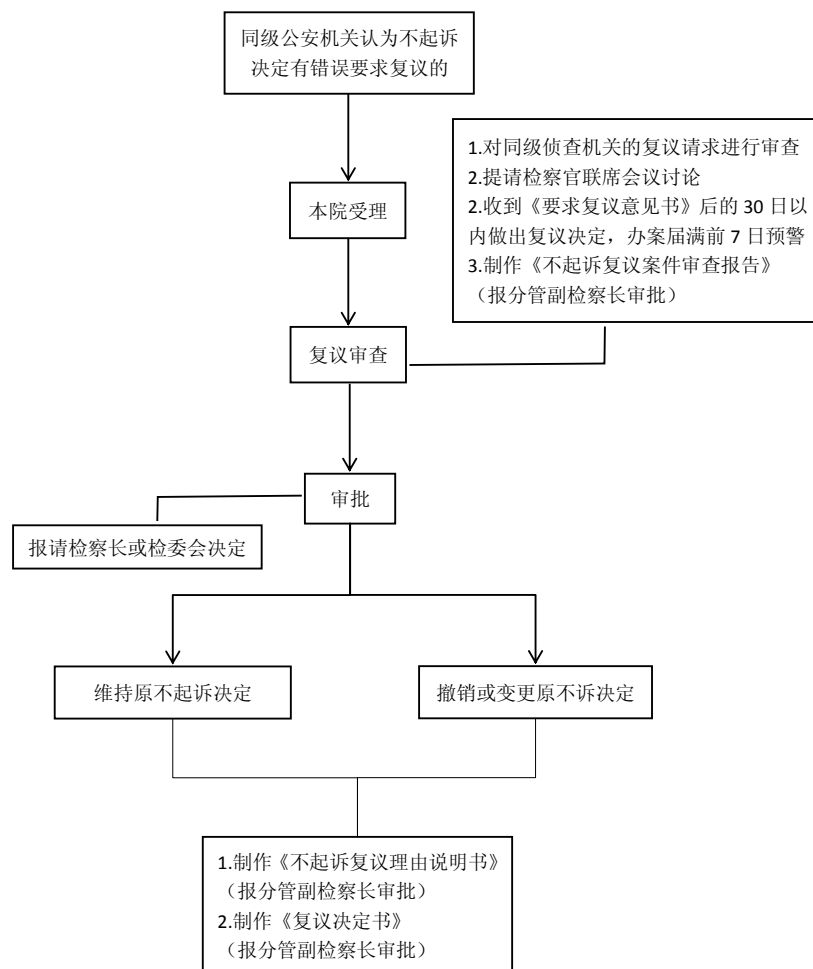 同级公安机关认为不起诉
决定有错误要求复议的
1.对同级侦查机关的复议请求进行审查
2.提请检察官联席会议讨论
2.收到《要求复议意见书》后的 30 日以
内做出复议决定，办案届满前 7 日预警
3.制作《不起诉复议案件审查报告》
（报分管副检察长审批）
本院受理
复议审查
审批
报请检察长或检委会决定
维持原不起诉决定
撤销或变更原不诉决定
1.制作《不起诉复议理由说明书》
（报分管副检察长审批）
2.制作《复议决定书》
（报分管副检察长审批）